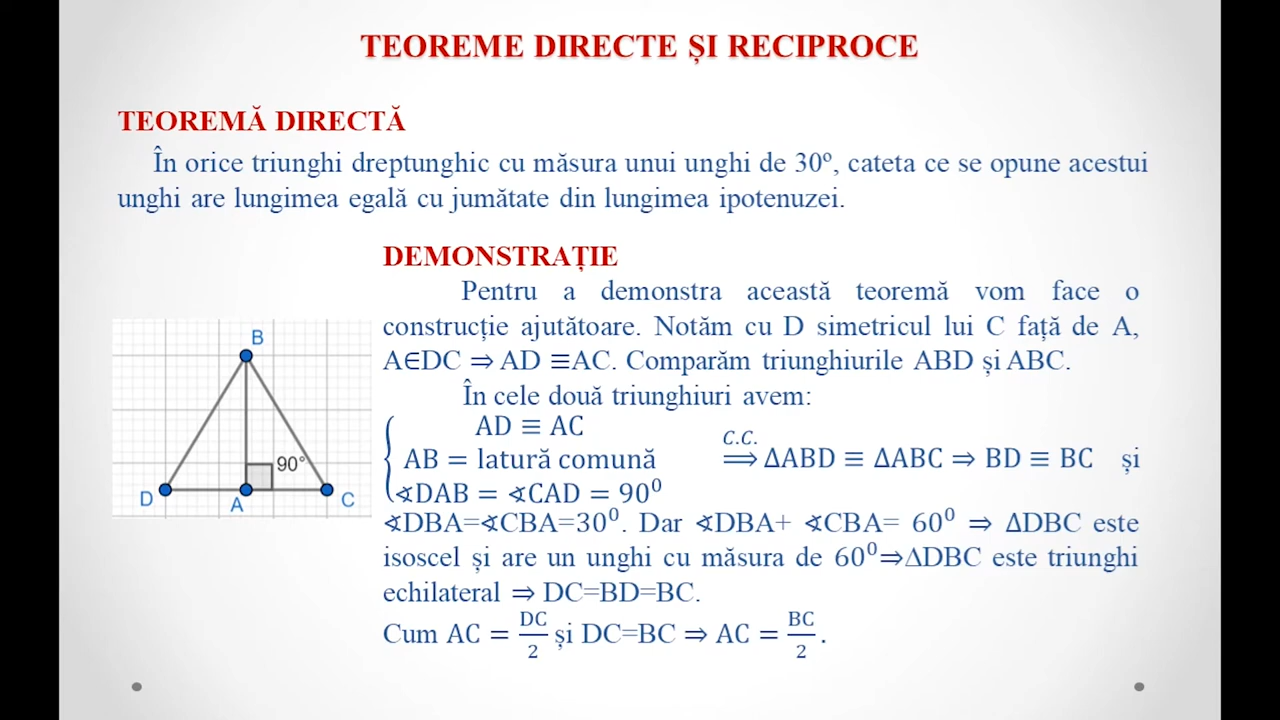 TEOREME DIRECTE ȘI RECIPROCE
TEOREMĂ DIRECTĂ
În orice triunghi dreptunghic cu măsura unui unghi de 30º, cateta ce se opune acestui
unghi are lungimea egală cu jumătate din lungimea ipotenuzei.
DEMONSTRAȚIE
Pentru a demonstra această teoremă vom face o
construcție ajutătoare. Notăm cu D simetricul lui C față de A,
A∈DC ⇒ AD ≡AC. Comparăm triunghiurile ABD și ABC.
În cele două triunghiuri avem:
AD ≡ AC
AB = latură comună
∢DAB = ∢CAD = 90⁰
C.C.
⟹ ΔABD ≡ ΔABC ⇒ BD ≡ BC și
∢DBA=∢CBA=30⁰. Dar ∢DBA+ ∢CBA= 60⁰ ⇒ ΔDBC este
isoscel și are un unghi cu măsura de 60⁰⇒ΔDBC este triunghi
echilateral ⇒ DC=BD=BC.
Cum AC = DC/2 și DC=BC ⇒ AC = BC/2 .
B
90°
D
A
C